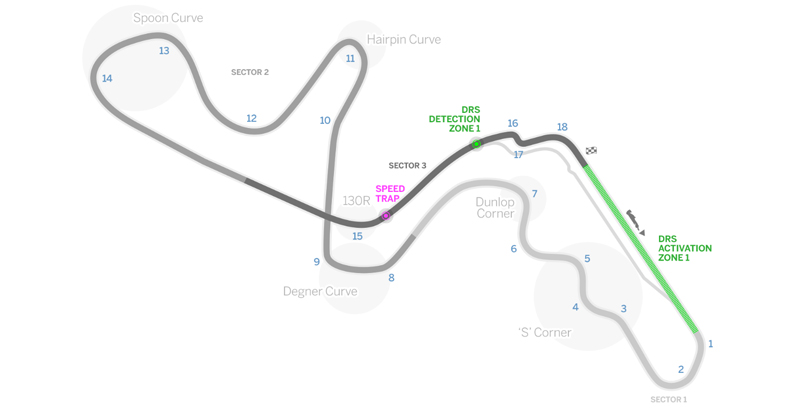 Spoon Curve
13
14
SECTOR 2
12
Hairpin Curve
11
10
DRS
DETECTION
ZONE 1
16
18
17
SECTOR 3
130R
SPEED
TRAP
15
Dunlop
Corner
7
6
9
8
Degner Curve
5
4
3
'S' Corner
DRS
ACTIVATION
ZONE 1
1
2
SECTOR 1